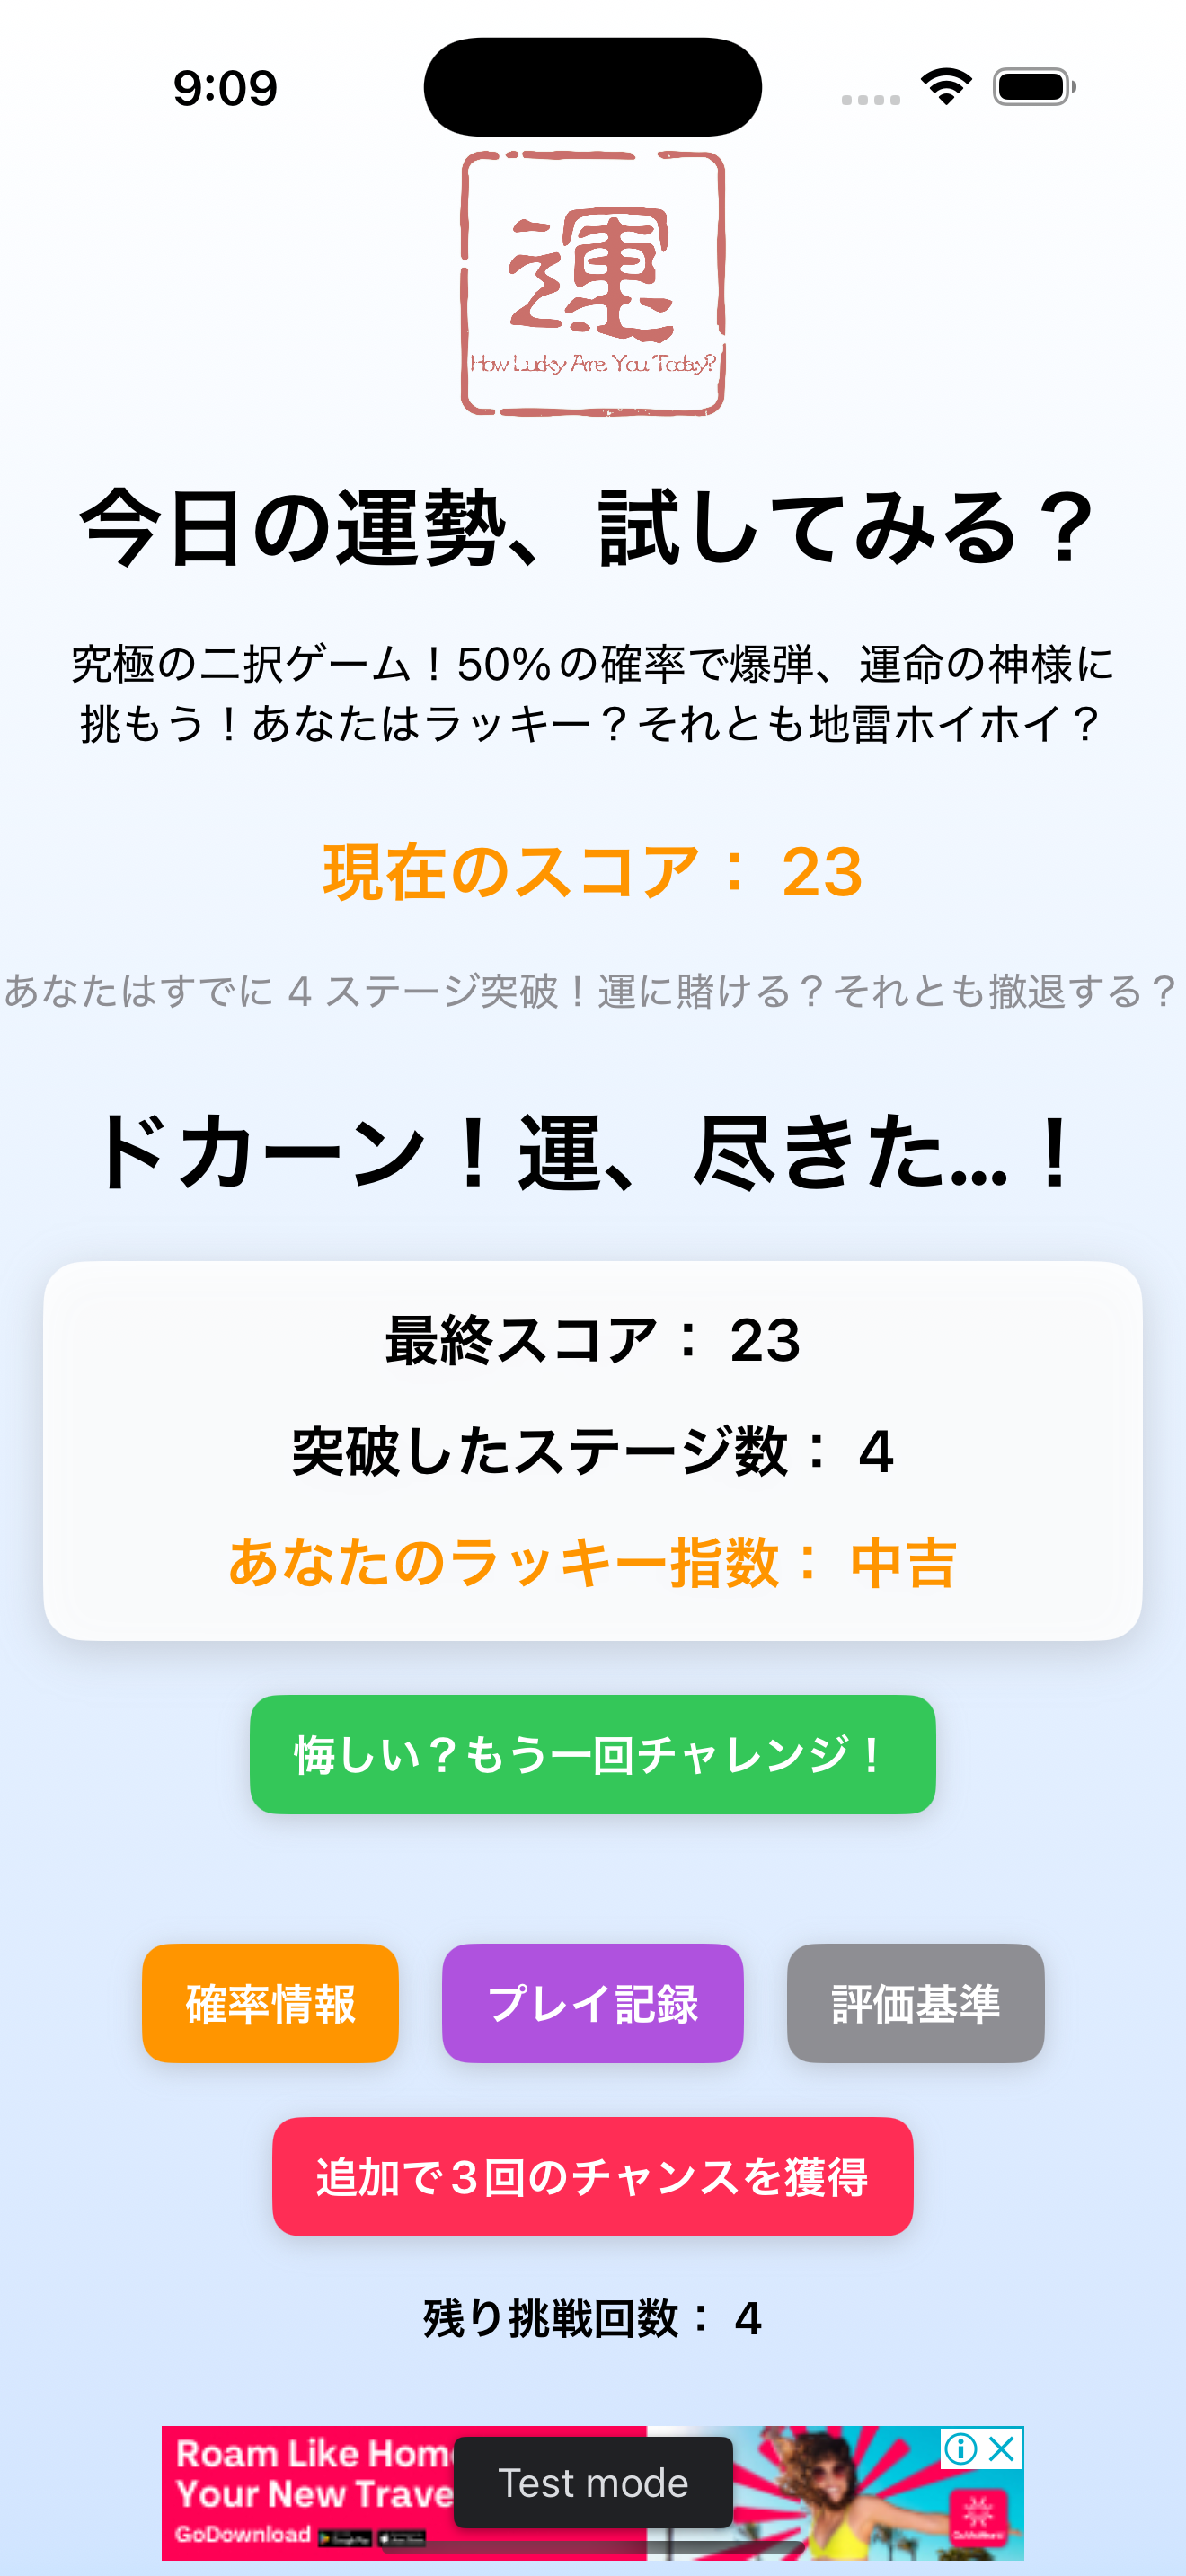 9:09
運
How Lucky Are You Today?
今日の運勢、試してみる？
究極の二択ゲーム！50%の確率で爆弾、運命の神様に
挑もう！あなたはラッキー？それとも地雷ホイホイ？
現在のスコア： 23
あなたはすでに 4 ステージ突破！運に賭ける？それとも撤退する？
ドカーン！運、尽きた...！
最終スコア： 23
突破したステージ数： 4
あなたのラッキー指数： 中吉
悔しい？もう一回チャレンジ！
確率情報 プレイ記録 評価基準
追加で3回のチャンスを獲得
残り挑戦回数： 4
Roam Like Home
Your New Trave
GoDownload
Test mode